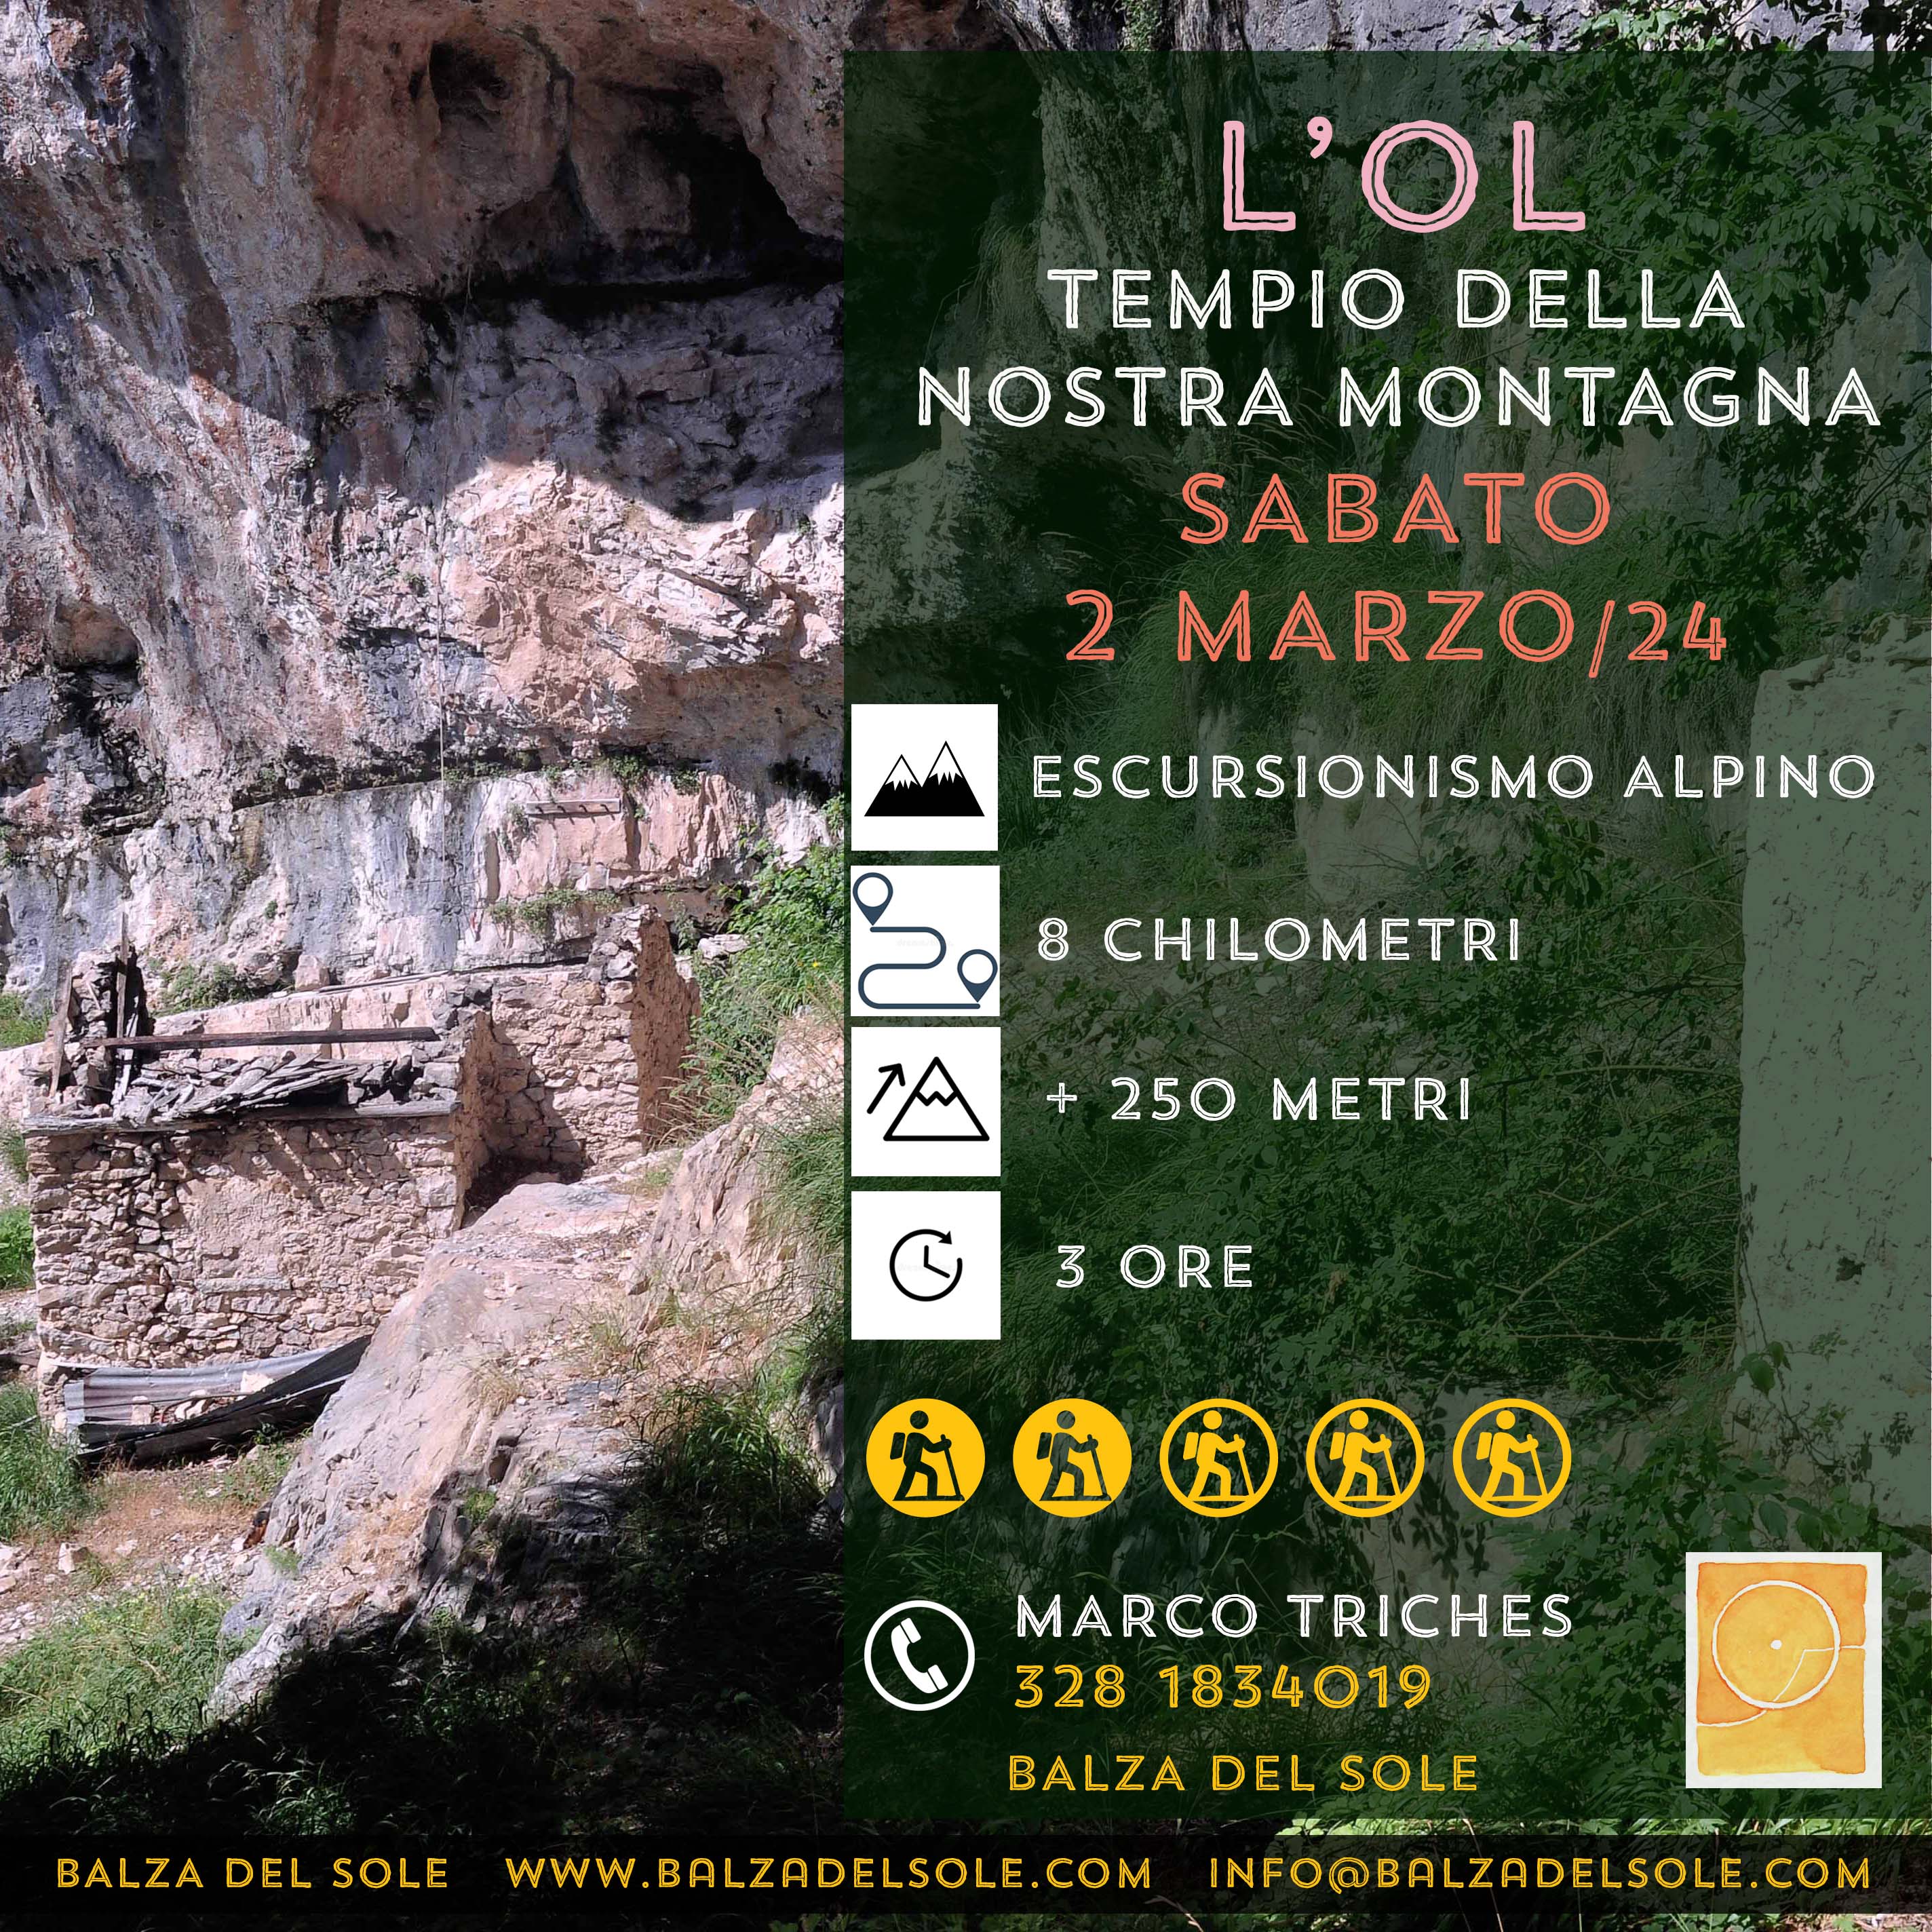 L'OL
TEMPIO DELLA
NOSTRA MONTAGNA
SABATO
2 MARZO/24
ESCURSIONISMO ALPINO
8 CHILOMETRI
+ 250 METRI
3 ORE
MARCO TRICHES
328 1834019
BALZA DEL SOLE
BALZA DEL SOLE WWW.BALZADELSOLE.COM INFO@BALZADELSOLE.COM